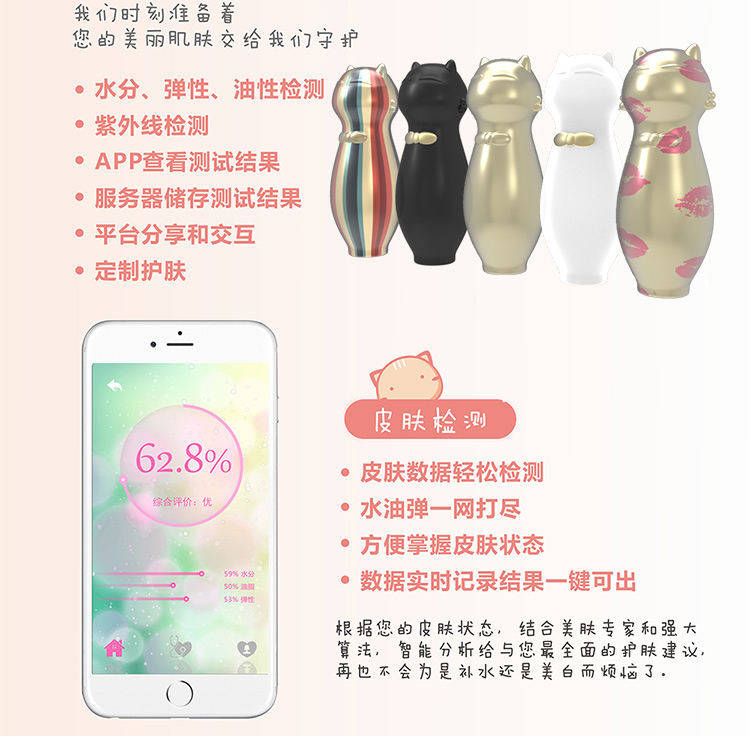 我们时刻准备着
您的美丽肌肤交给我们守护
• 水分、弹性、油性检测
• 紫外线检测
• APP查看测试结果
• 服务器储存测试结果
• 平台分享和交互
• 定制护肤
62.8%
综合评价：优
59% 水分
50% 油脂
53% 弹性
皮肤检测
• 皮肤数据轻松检测
• 水油弹一网打尽
• 方便掌握皮肤状态
• 数据实时记录结果一键可出
根据您的皮肤状态，结合美肤专家和强大
算法，智能分析给与您最全面的护肤建议，
再也不会为是补水还是美白而烦恼了.